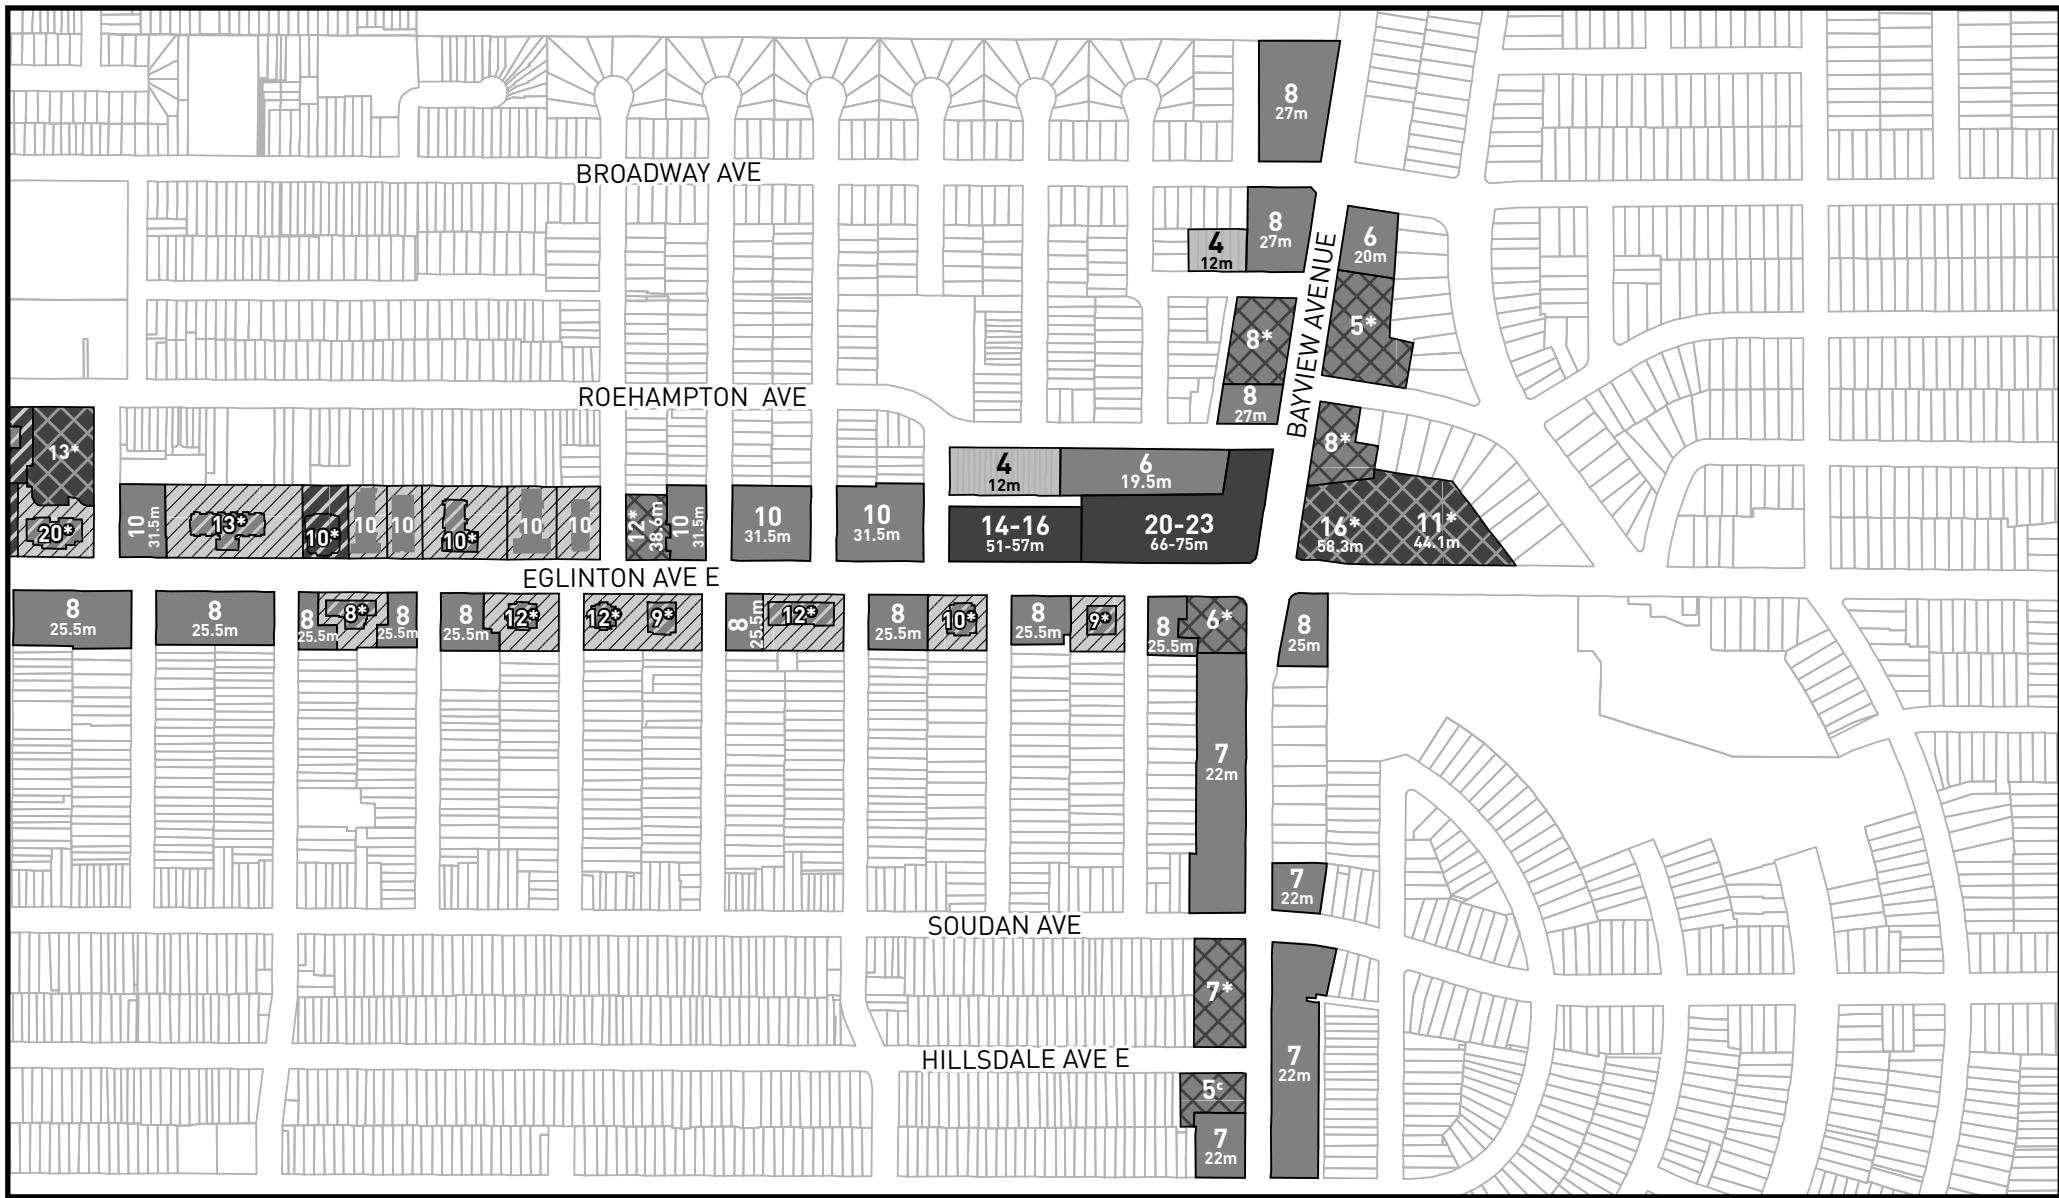 8
27m
BROADWAY AVE
8
27m
4
12m
6
20m
BAYVIEW AVENUE
5*
8*
8
27m
ROEHAMPTON AVE
8*
13*
4
12m
6
19.5m
20*
10
31.5m
13*
10*
10
10
10*
10
10
12*
38.6m
10
31.5m
10
31.5m
10
31.5m
14-16
51-57m
20-23
66-75m
16*
58.3m
11*
44.1m
EGLINTON AVE E
8
25.5m
8
25.5m
8
25.5m
8*
8
25.5m
8
25.5m
12*
12*
9*
8
25.5m
12*
8
25.5m
10*
8
25.5m
9*
8
25.5m
6*
8
25m
7
22m
7
22m
SOUDAN AVE
7*
HILLSDALE AVE E
7
22m
5c
7
22m